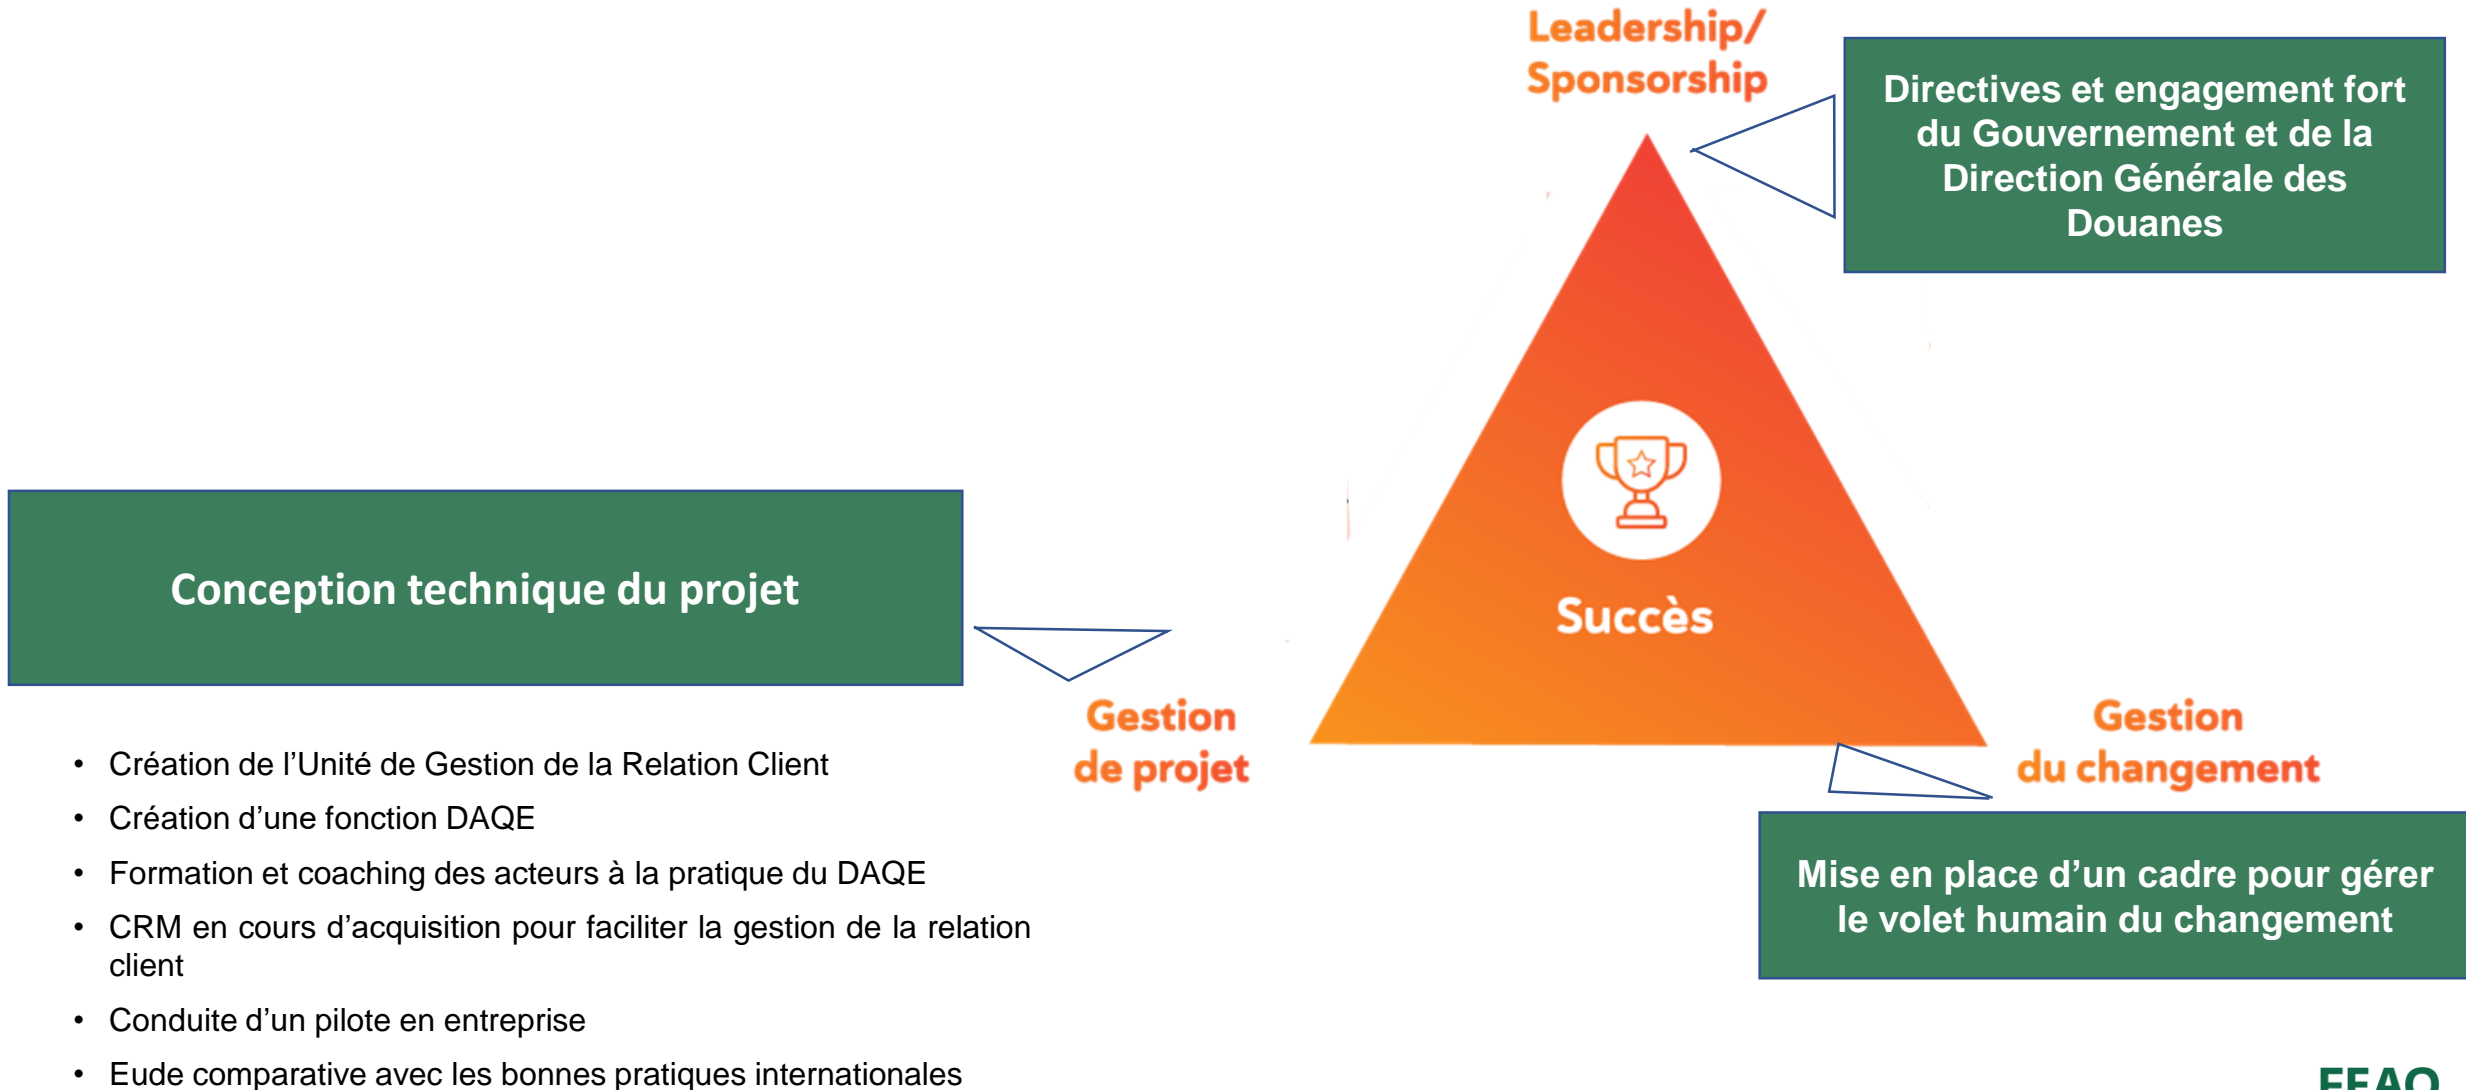 Leadership/
Sponsorship
Directives et engagement fort
du Gouvernement et de la
Direction Générale des
Douanes
Conception technique du projet
Succès
Gestion
de projet
Gestion
du changement
• Création de l’Unité de Gestion de la Relation Client
• Création d’une fonction DAQE
• Formation et coaching des acteurs à la pratique du DAQE
• CRM en cours d’acquisition pour faciliter la gestion de la relation
client
• Conduite d’un pilote en entreprise
• Eude comparative avec les bonnes pratiques internationales
Mise en place d’un cadre pour gérer
le volet humain du changement